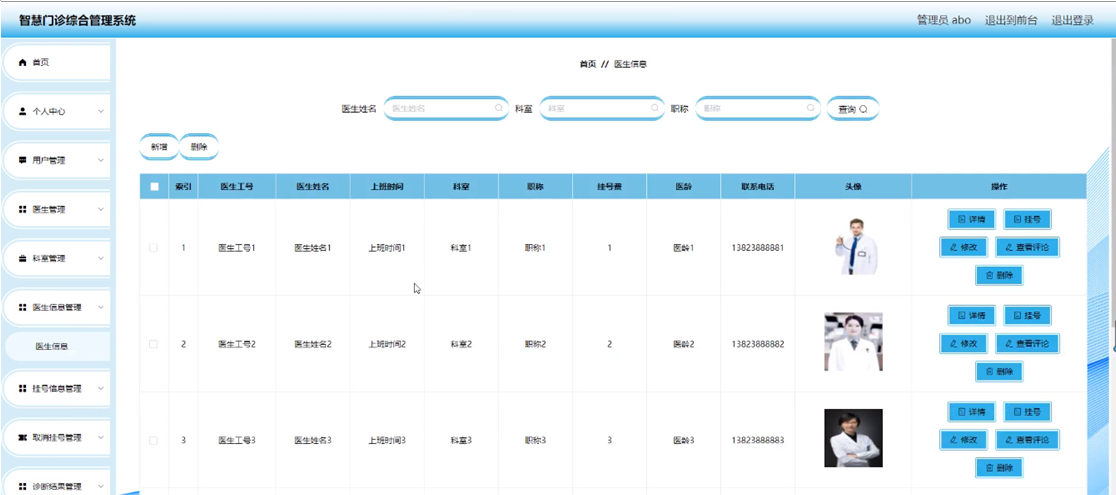 智慧门诊综合管理系统 管理员 abo 退出到前台 退出登录
首页
个人中心
用户管理
医生管理
科室管理
医生信息管理
医生信息
挂号信息管理
取消挂号管理
诊断结果管理
首页 // 医生信息
医生姓名 医生姓名 科室 科室 职称 职称 查询
新增 删除
索引 医生工号 医生姓名 上班时间 科室 职称 挂号费 医龄 联系电话 头像 操作
1 医生工号1 医生姓名1 上班时间1 科室1 职称1 1 医龄1 13823888881
详情 挂号
修改 查看评论
删除
2 医生工号2 医生姓名2 上班时间2 科室2 职称2 2 医龄2 13823888882
详情 挂号
修改 查看评论
删除
3 医生工号3 医生姓名3 上班时间3 科室3 职称3 3 医龄3 13823888883
详情 挂号
修改 查看评论
删除